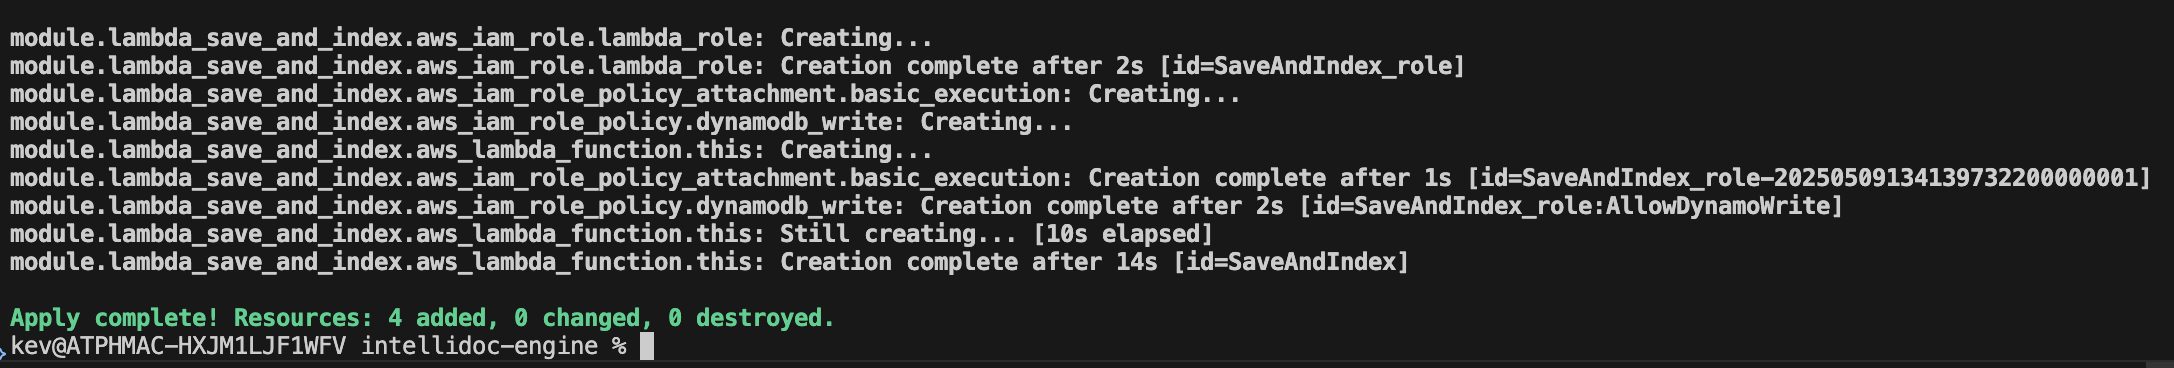 module.lambda_save_and_index.aws_iam_role.lambda_role: Creating...
module.lambda_save_and_index.aws_iam_role.lambda_role: Creation complete after 2s [id=SaveAndIndex_role]
module.lambda_save_and_index.aws_iam_role_policy_attachment.basic_execution: Creating...
module.lambda_save_and_index.aws_iam_role_policy.dynamodb_write: Creating...
module.lambda_save_and_index.aws_lambda_function.this: Creating...
module.lambda_save_and_index.aws_iam_role_policy_attachment.basic_execution: Creation complete after 1s [id=SaveAndIndex_role-20250509134139732200000001]
module.lambda_save_and_index.aws_iam_role_policy.dynamodb_write: Creation complete after 2s [id=SaveAndIndex_role:AllowDynamoWrite]
module.lambda_save_and_index.aws_lambda_function.this: Still creating... [10s elapsed]
module.lambda_save_and_index.aws_lambda_function.this: Creation complete after 14s [id=SaveAndIndex]
Apply complete! Resources: 4 added, 0 changed, 0 destroyed.
kev@ATPHMAC-HXJM1LJF1WFV intellidoc-engine %